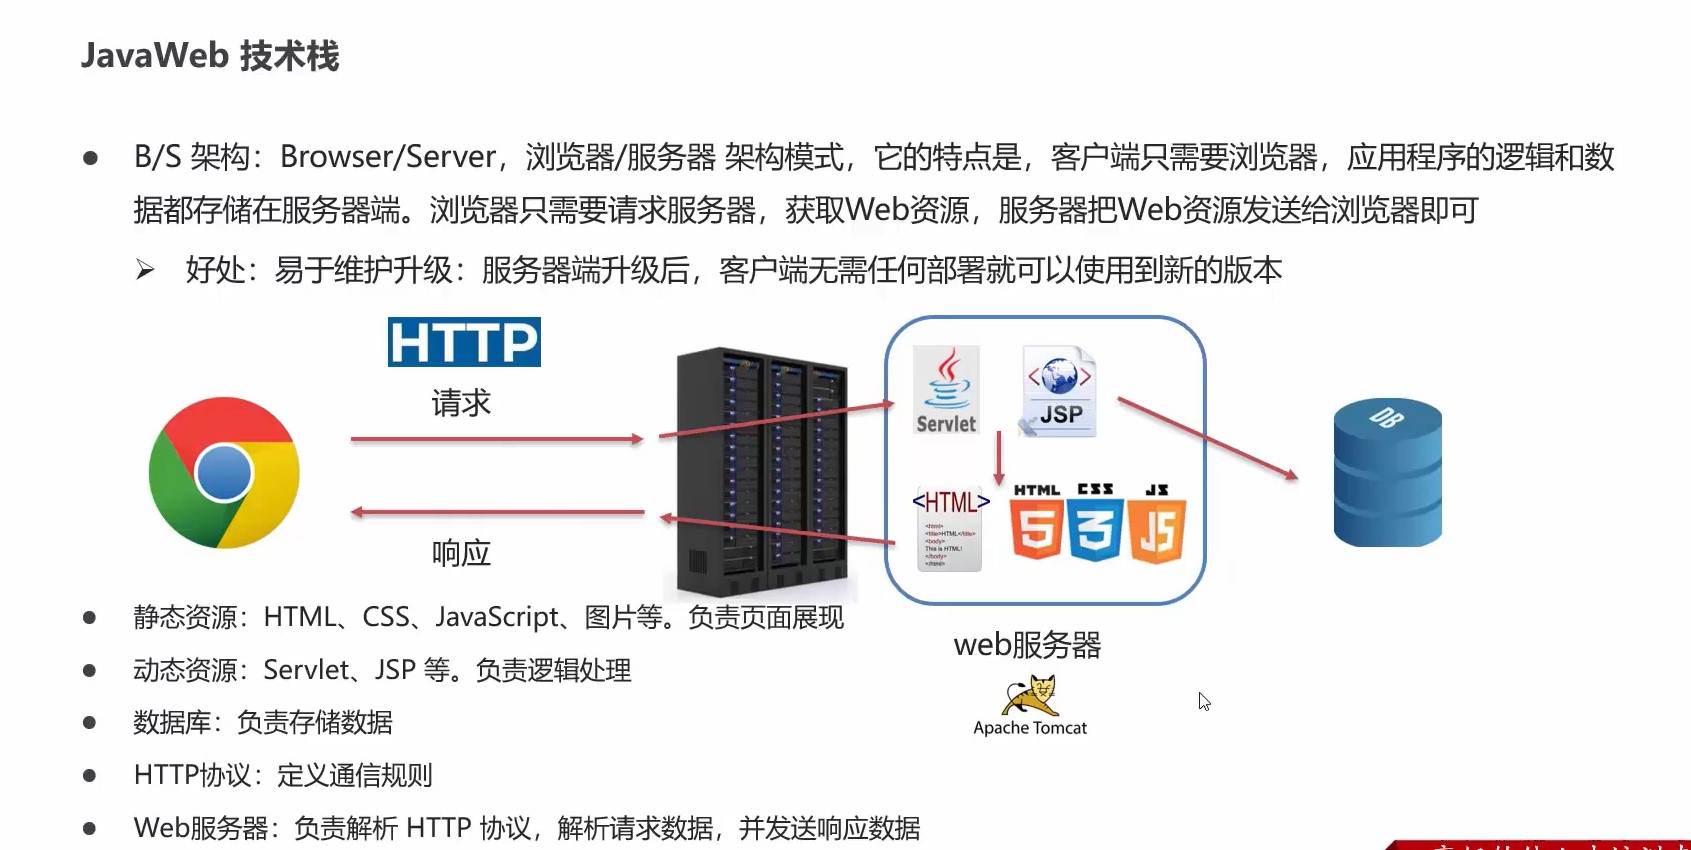 JavaWeb 技术栈
B/S 架构：Browser/Server，浏览器/服务器 架构模式，它的特点是，客户端只需要浏览器，应用程序的逻辑和数
据都存储在服务器端。浏览器只需要请求服务器，获取Web资源，服务器把Web资源发送给浏览器即可
好处：易于维护升级：服务器端升级后，客户端无需任何部署就可以使用到新的版本
HTTP
请求
响应
Servlet
JSP
<HTML>
<html>
<title>HTML</title>
<body>
This is HTML!
</body>
</html>
HTML CSS JS
5 3 JS
DB
web服务器
Apache Tomcat
静态资源：HTML、CSS、JavaScript、图片等。负责页面展现
动态资源：Servlet、JSP 等。负责逻辑处理
数据库：负责存储数据
HTTP协议：定义通信规则
Web服务器：负责解析 HTTP 协议，解析请求数据，并发送响应数据